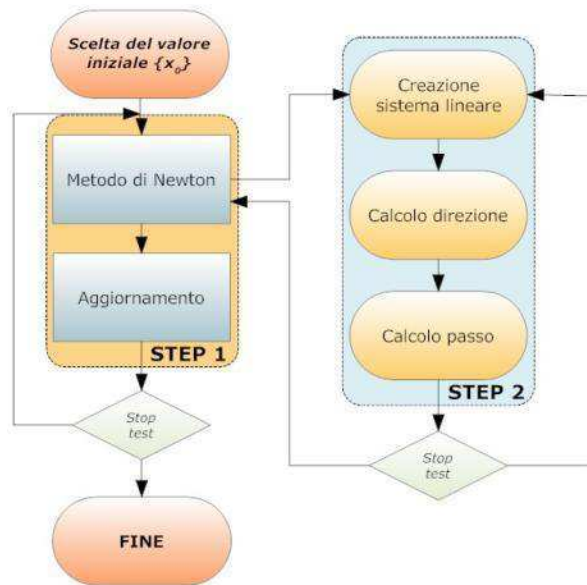 Scelta del valore
iniziale {x₀}
Metodo di Newton
Aggiornamento
STEP 1
Stop
test
FINE
Creazione
sistema lineare
Calcolo direzione
Calcolo passo
STEP 2
Stop
test